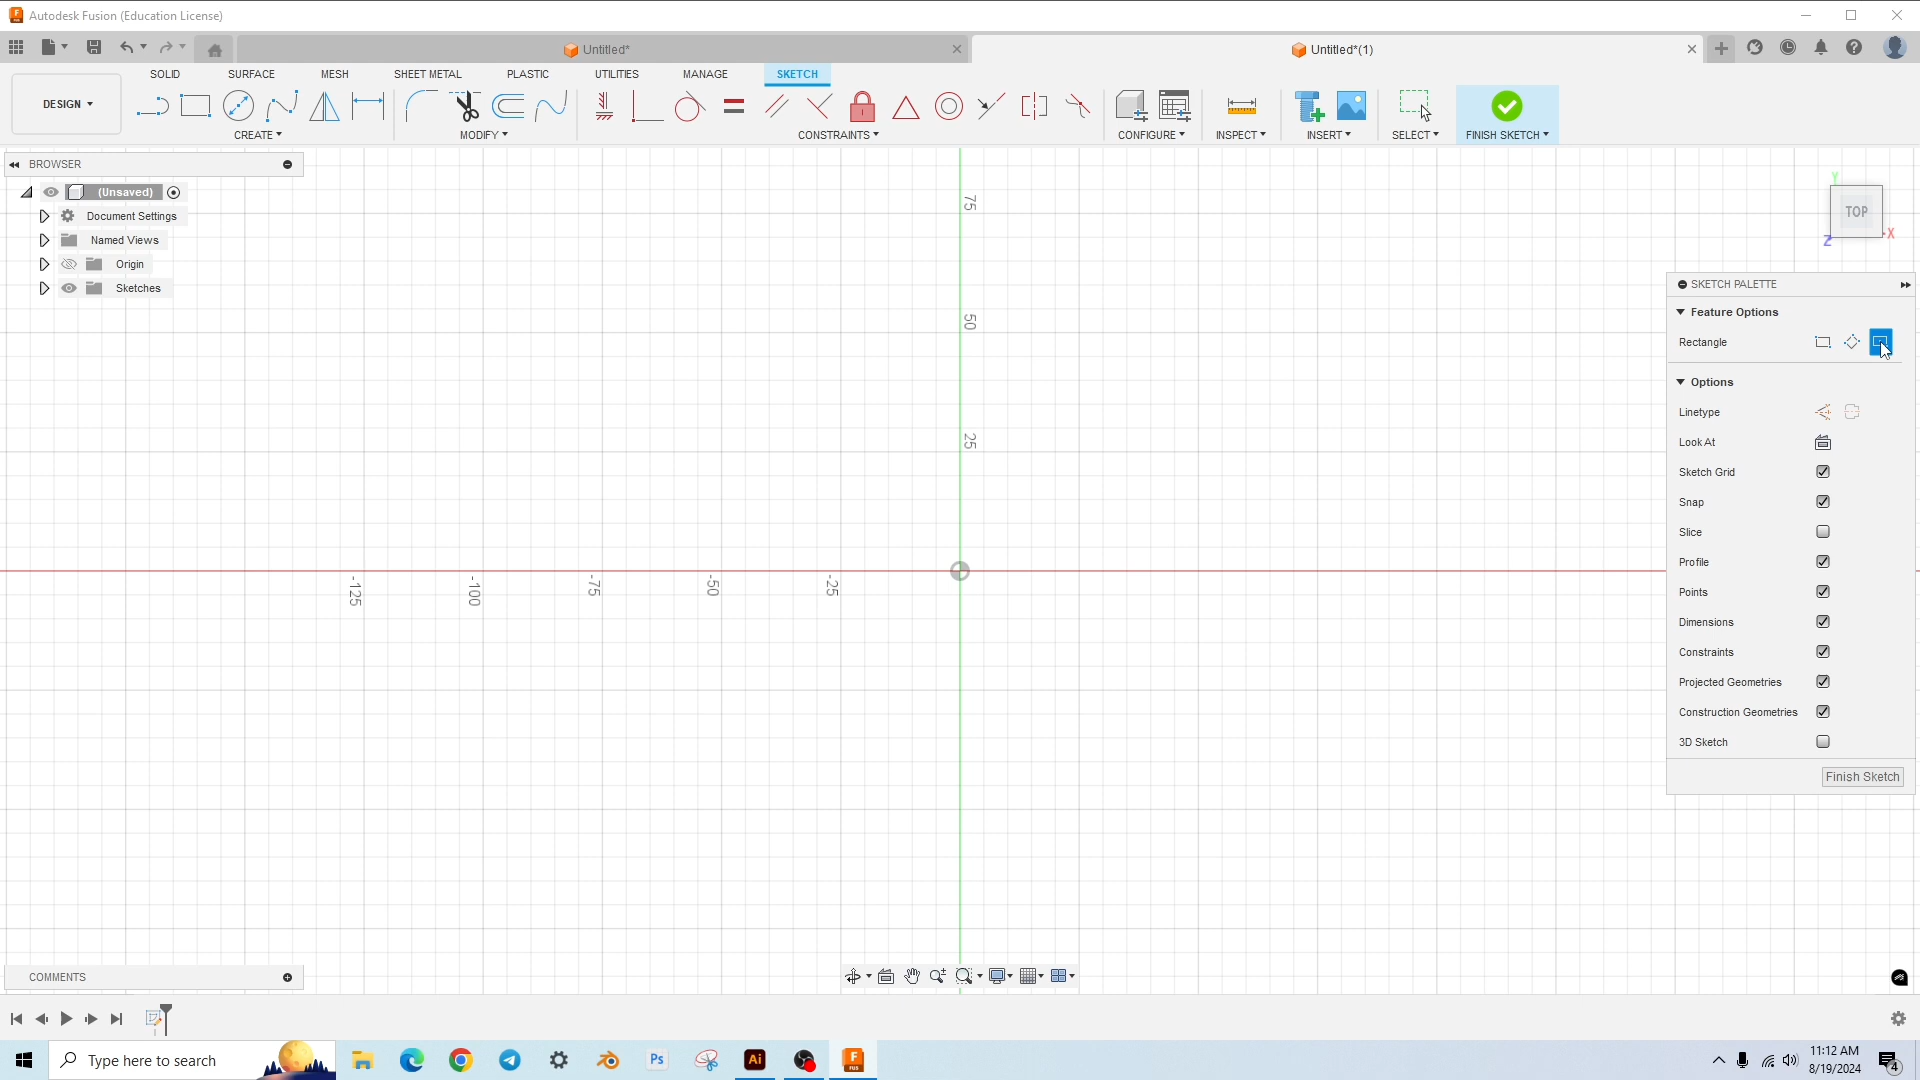 Autodesk Fusion (Education License)
Untitled*
Untitled*(1)
SOLID SURFACE MESH SHEET METAL PLASTIC UTILITIES MANAGE SKETCH
DESIGN
CREATE MODIFY CONSTRAINTS CONFIGURE INSPECT INSERT SELECT FINISH SKETCH
BROWSER
(Unsaved)
Document Settings
Named Views
Origin
Sketches
75
50
25
-125
-100
-75
-50
-25
Y
TOP
X
Z
SKETCH PALETTE
Feature Options
Rectangle
Options
Linetype
Look At
Sketch Grid
Snap
Slice
Profile
Points
Dimensions
Constraints
Projected Geometries
Construction Geometries
3D Sketch
Finish Sketch
COMMENTS
Type here to search
Ps
Ai
F
FUS
11:12 AM
8/19/2024
4